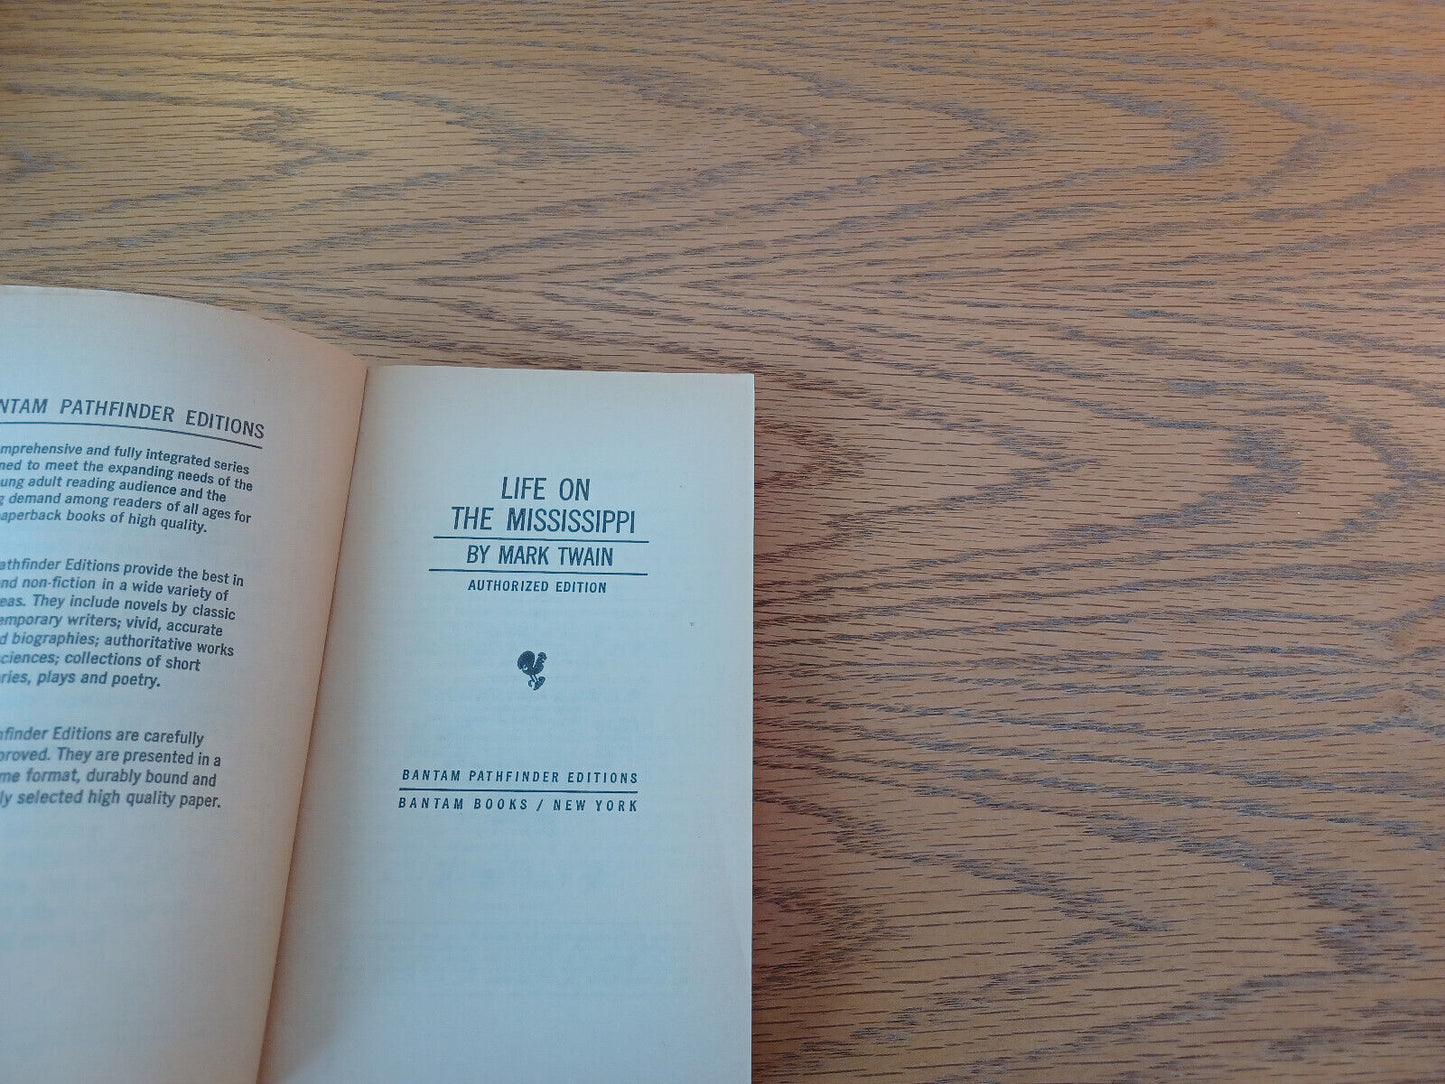 NTAM PATHFINDER EDITIONS
mprehensive and fully integrated series
ned to meet the expanding needs of the
ung adult reading audience and the
g demand among readers of all ages for
aperback books of high quality.
athfinder Editions provide the best in
nd non-fiction in a wide variety of
eas. They include novels by classic
emporary writers; vivid, accurate
d biographies; authoritative works
ciences; collections of short
ries, plays and poetry.
hfinder Editions are carefully
proved. They are presented in a
me format, durably bound and
ly selected high quality paper.
LIFE ON
THE MISSISSIPPI
BY MARK TWAIN
AUTHORIZED EDITION
BANTAM PATHFINDER EDITIONS
BANTAM BOOKS / NEW YORK